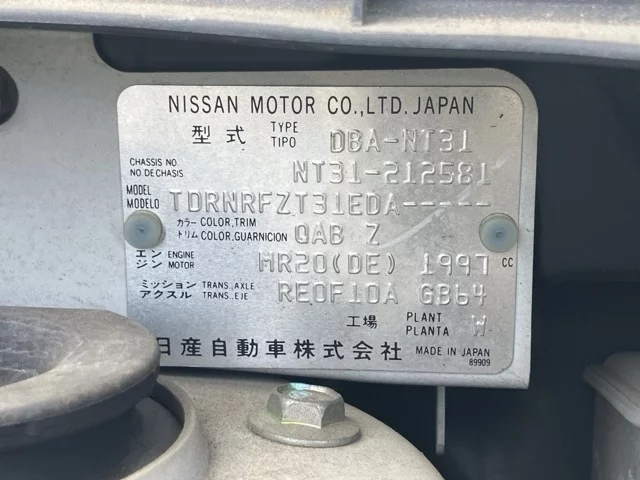 NISSAN MOTOR CO.,LTD.JAPAN
型式 TYPE TIPO DBA-NT31
CHASSIS NO. NO DE CHASIS NT31-212581
MODEL MODELO TDRNRFZT31EDA-----
カラー COLOR,TRIM トリム COLOR,GUARNICION QAB Z
エンジン ENGINE MOTOR MR20(DE) 1997 CC
ミッション TRANS.,AXLE アクスル TRANS.,EJE RE0F10A GB64
工場 PLANT PLANTA W
日産自動車株式会社 MADE IN JAPAN
89909